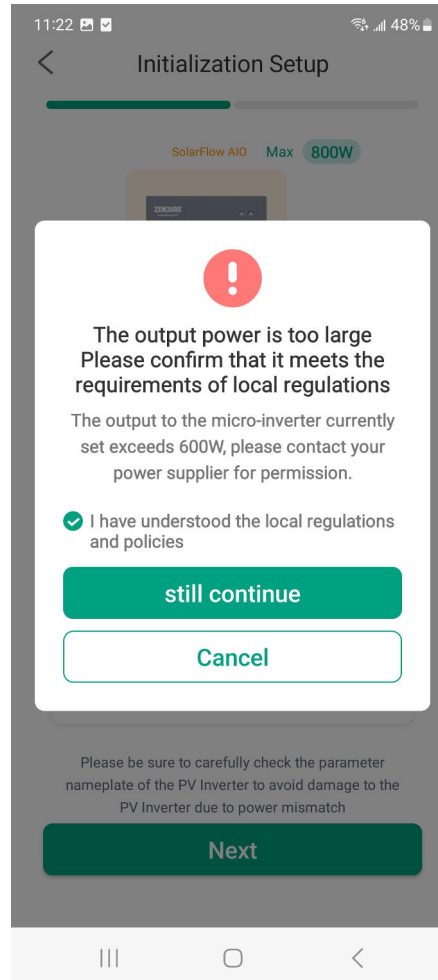 11:22
48%
Initialization Setup
SolarFlow AIO Max 800W
ZENDURE
The output power is too large
Please confirm that it meets the
requirements of local regulations
The output to the micro-inverter currently
set exceeds 600W, please contact your
power supplier for permission.
I have understood the local regulations
and policies
still continue
Cancel
Please be sure to carefully check the parameter
nameplate of the PV Inverter to avoid damage to the
PV Inverter due to power mismatch
Next